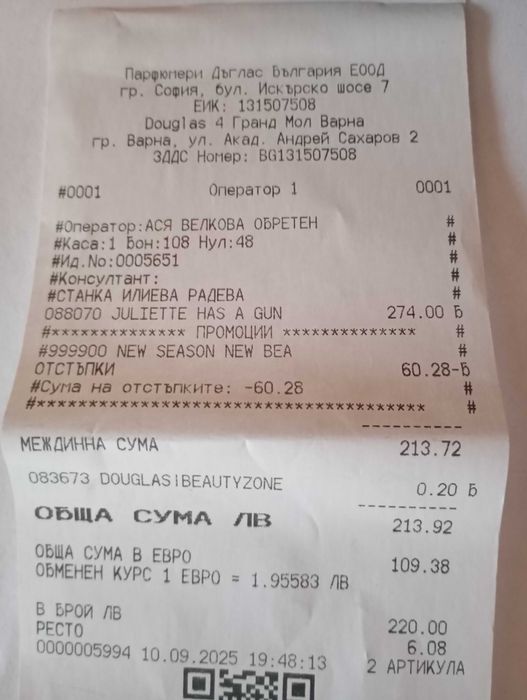 Парфюмери Дъглас България ЕООД
гр. София, бул. Искърско шосе 7
ЕИК: 131507508
Douglas 4 Гранд Мол Варна
гр. Варна, ул. Акад. Андрей Сахаров 2
ЗДДС Номер: BG131507508
#0001 Оператор 1 0001
#Оператор:АСЯ ВЕЛКОВА ОБРЕТЕН #
#Каса:1 Бон:108 Нул:48 #
#Ид.No:0005651 #
#Консултант: #
#СТАНКА ИЛИЕВА РАДЕВА #
088070 JULIETTE HAS A GUN 274.00 Б
#************** ПРОМОЦИИ ************** #
#999900 NEW SEASON NEW BEA #
ОТСТЪПКИ 60.28-Б
#Сума на отстъпките: -60.28 #
#************************************** #
----------
МЕЖДИННА СУМА 213.72
083673 DOUGLAS|BEAUTYZONE 0.20 Б
----------
ОБЩА СУМА ЛВ 213.92
ОБЩА СУМА В ЕВРО 109.38
ОБМЕНЕН КУРС 1 ЕВРО = 1.95583 ЛВ
В БРОЙ ЛВ 220.00
РЕСТО 6.08
0000005994 10.09.2025 19:48:13 2 АРТИКУЛА